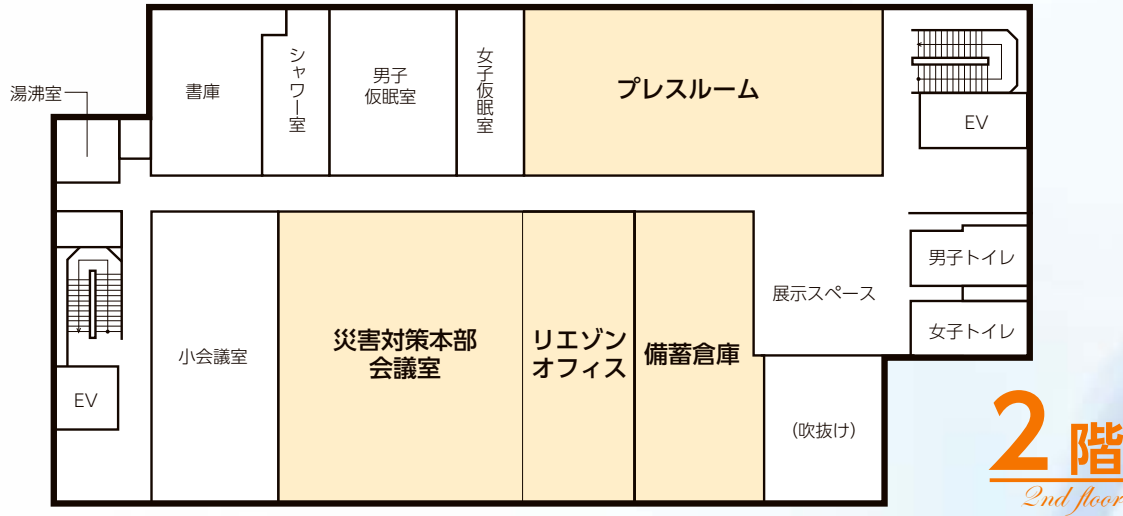 湯沸室
書庫
シャワー室
男子
仮眠室
女子仮眠室
プレスルーム
EV
男子トイレ
女子トイレ
展示スペース
小会議室
災害対策本部
会議室
リエゾン
オフィス
備蓄倉庫
EV
(吹抜け)
2階
2nd floor